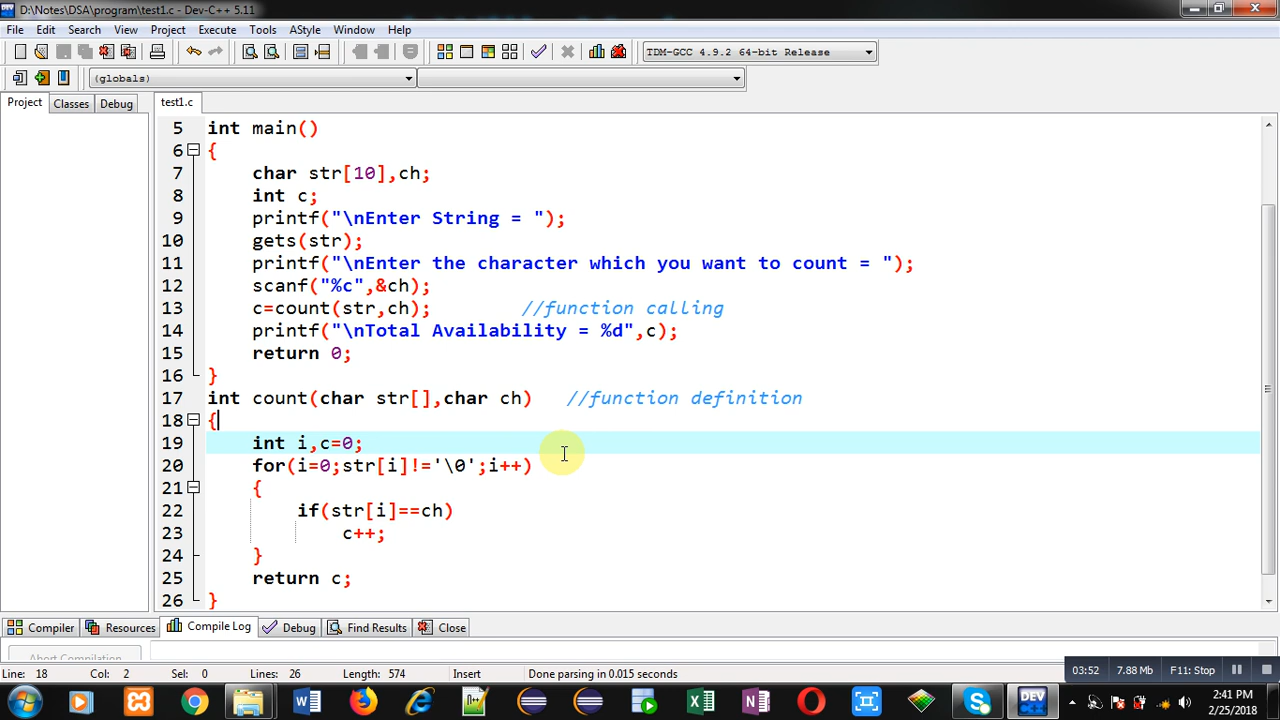 D:\Notes\DSA\program\test1.c - Dev-C++ 5.11
File Edit Search View Project Execute Tools AStyle Window Help
TDM-GCC 4.9.2 64-bit Release
(globals)
Project Classes Debug test1.c
5 int main()
6 {
7 char str[10],ch;
8 int c;
9 printf("\nEnter String = ");
10 gets(str);
11 printf("\nEnter the character which you want to count = ");
12 scanf("%c",&ch);
13 c=count(str,ch); //function calling
14 printf("\nTotal Availability = %d",c);
15 return 0;
16 }
17 int count(char str[],char ch) //function definition
18 {
19 int i,c=0;
20 for(i=0;str[i]!='\0';i++)
21 {
22 if(str[i]==ch)
23 c++;
24 }
25 return c;
26 }
Compiler Resources Compile Log Debug Find Results Close
Abort Compilation
Line: 18 Col: 2 Sel: 0 Lines: 26 Length: 574 Insert Done parsing in 0.015 seconds
03:52 7.88 Mb F11: Stop
DEV
2:41 PM
2/25/2018